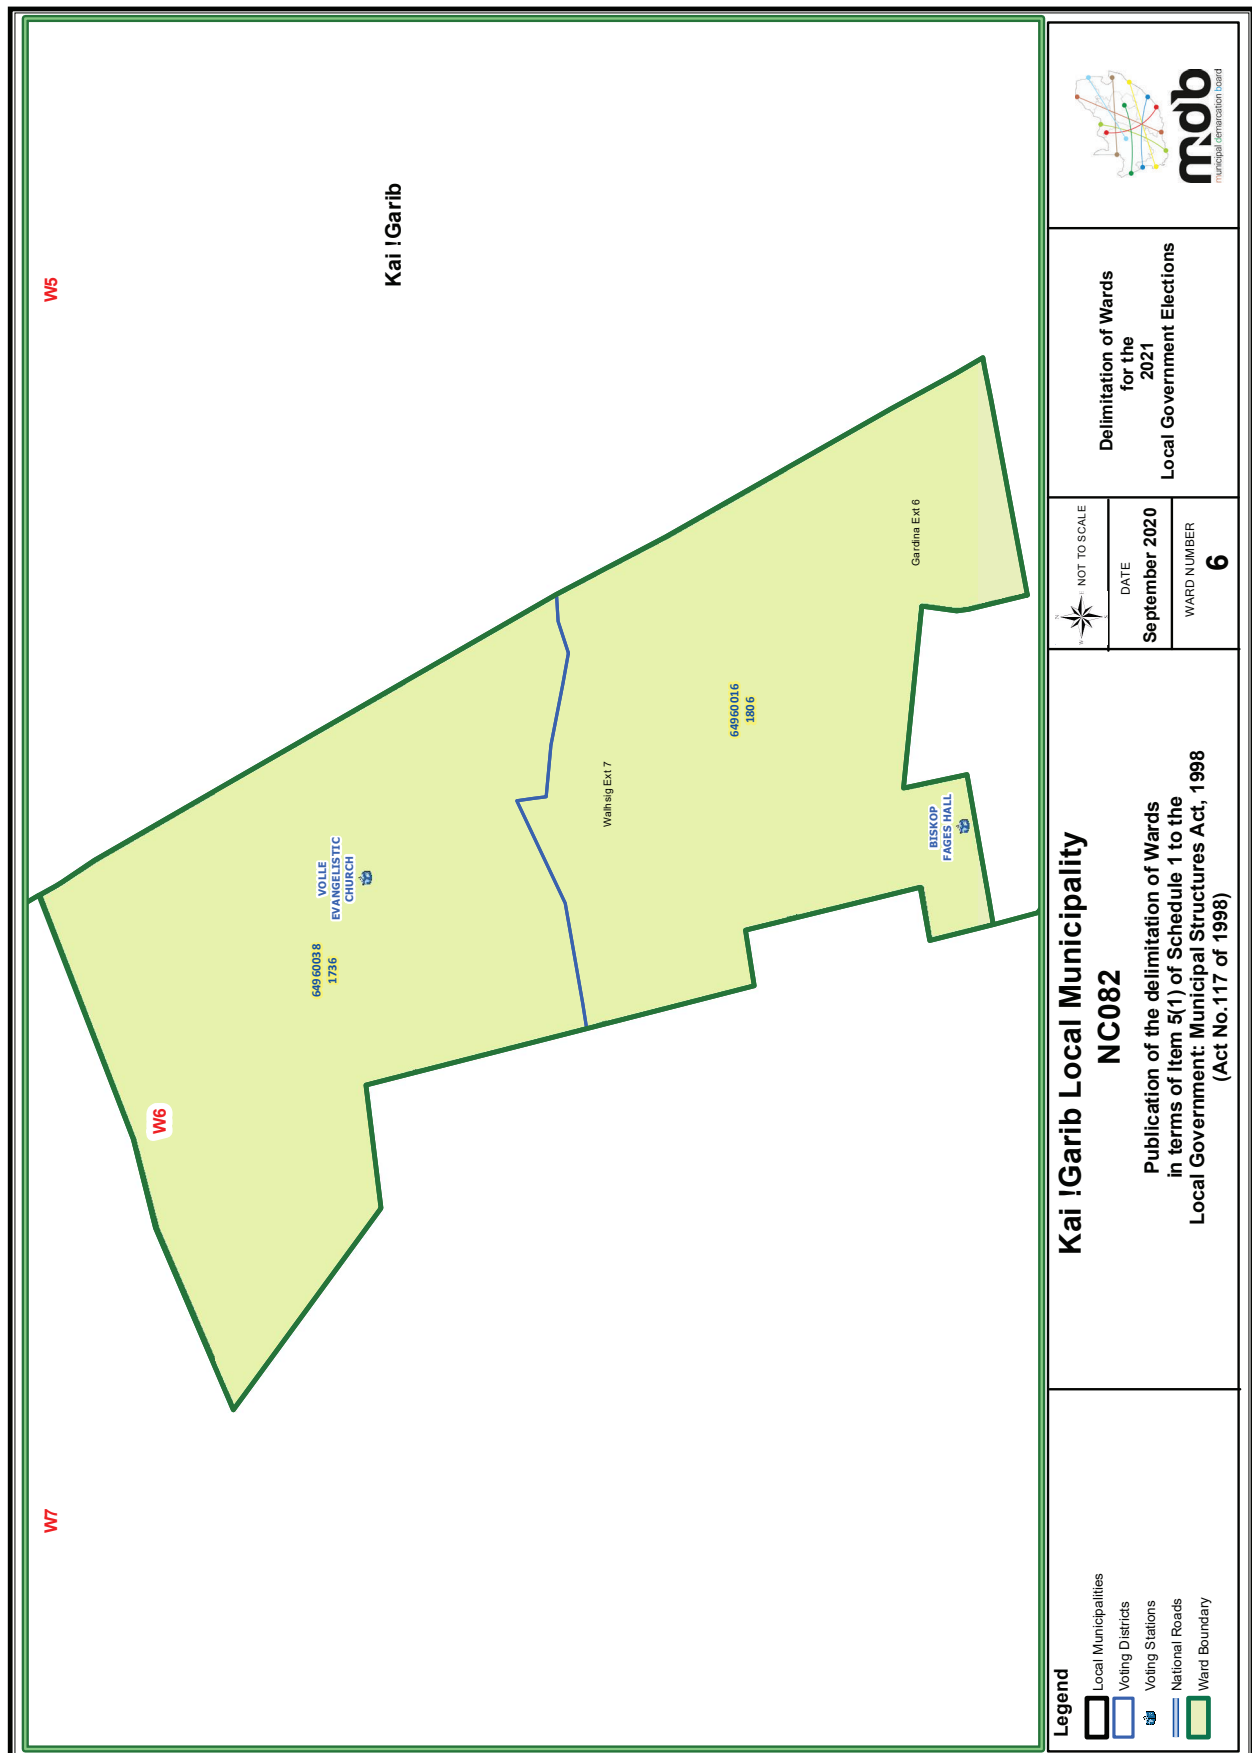 W7
W5
W6
Kai !Garib
64960038
1736
VOLLE
EVANGELISTIC
CHURCH
Walhsig Ext 7
64960016
1806
BISKOP
FAGES HALL
Gardina Ext 6
Legend
Local Municipalities
Voting Districts
Voting Stations
National Roads
Ward Boundary
Kai !Garib Local Municipality
NC082
Publication of the delimitation of Wards
in terms of Item 5(1) of Schedule 1 to the
Local Government: Municipal Structures Act, 1998
(Act No.117 of 1998)
N
W
E
S
NOT TO SCALE
DATE
September 2020
WARD NUMBER
6
Delimitation of Wards
for the
2021
Local Government Elections
mdb
municipal demarcation board